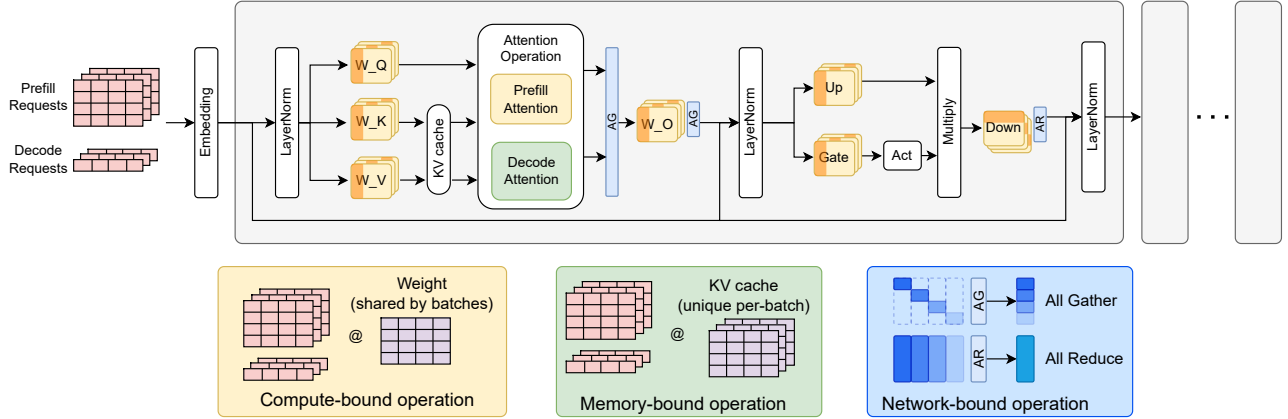 Prefill
Requests
Decode
Requests
Embedding
LayerNorm
W_Q
W_K
W_V
KV cache
Attention
Operation
Prefill
Attention
Decode
Attention
AG
W_O
AG
LayerNorm
Up
Gate
Act
Multiply
Down
AR
LayerNorm
Weight
(shared by batches)
@
Compute-bound operation
KV cache
(unique per-batch)
@
Memory-bound operation
AG
All Gather
AR
All Reduce
Network-bound operation